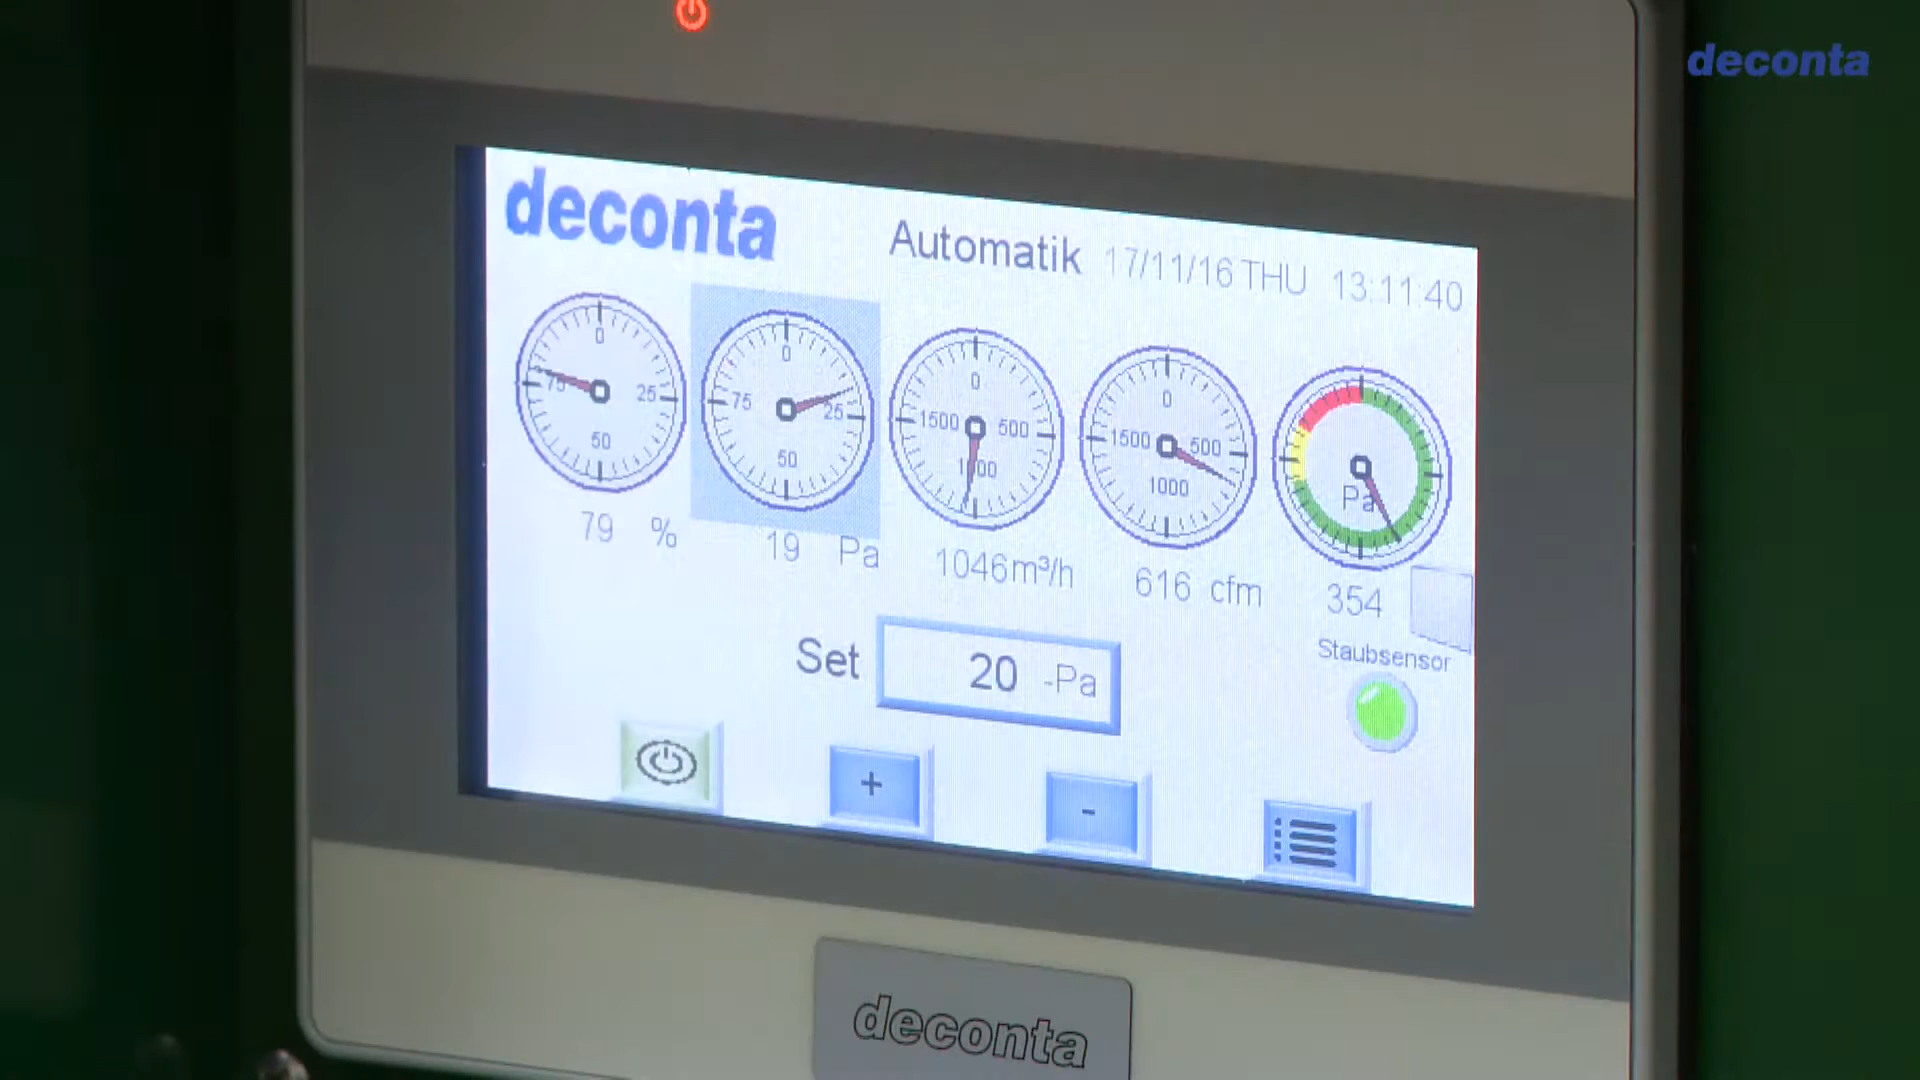 deconta
deconta
Automatik 17/11/16 THU 13:11:40
0 25 50 75
0 25 50 75
0 500 1000 1500
0 500 1000 1500
Pa
79 %
19 Pa
1046 m³/h
616 cfm
354
Set 20 -Pa
Staubsensor
+
-
deconta